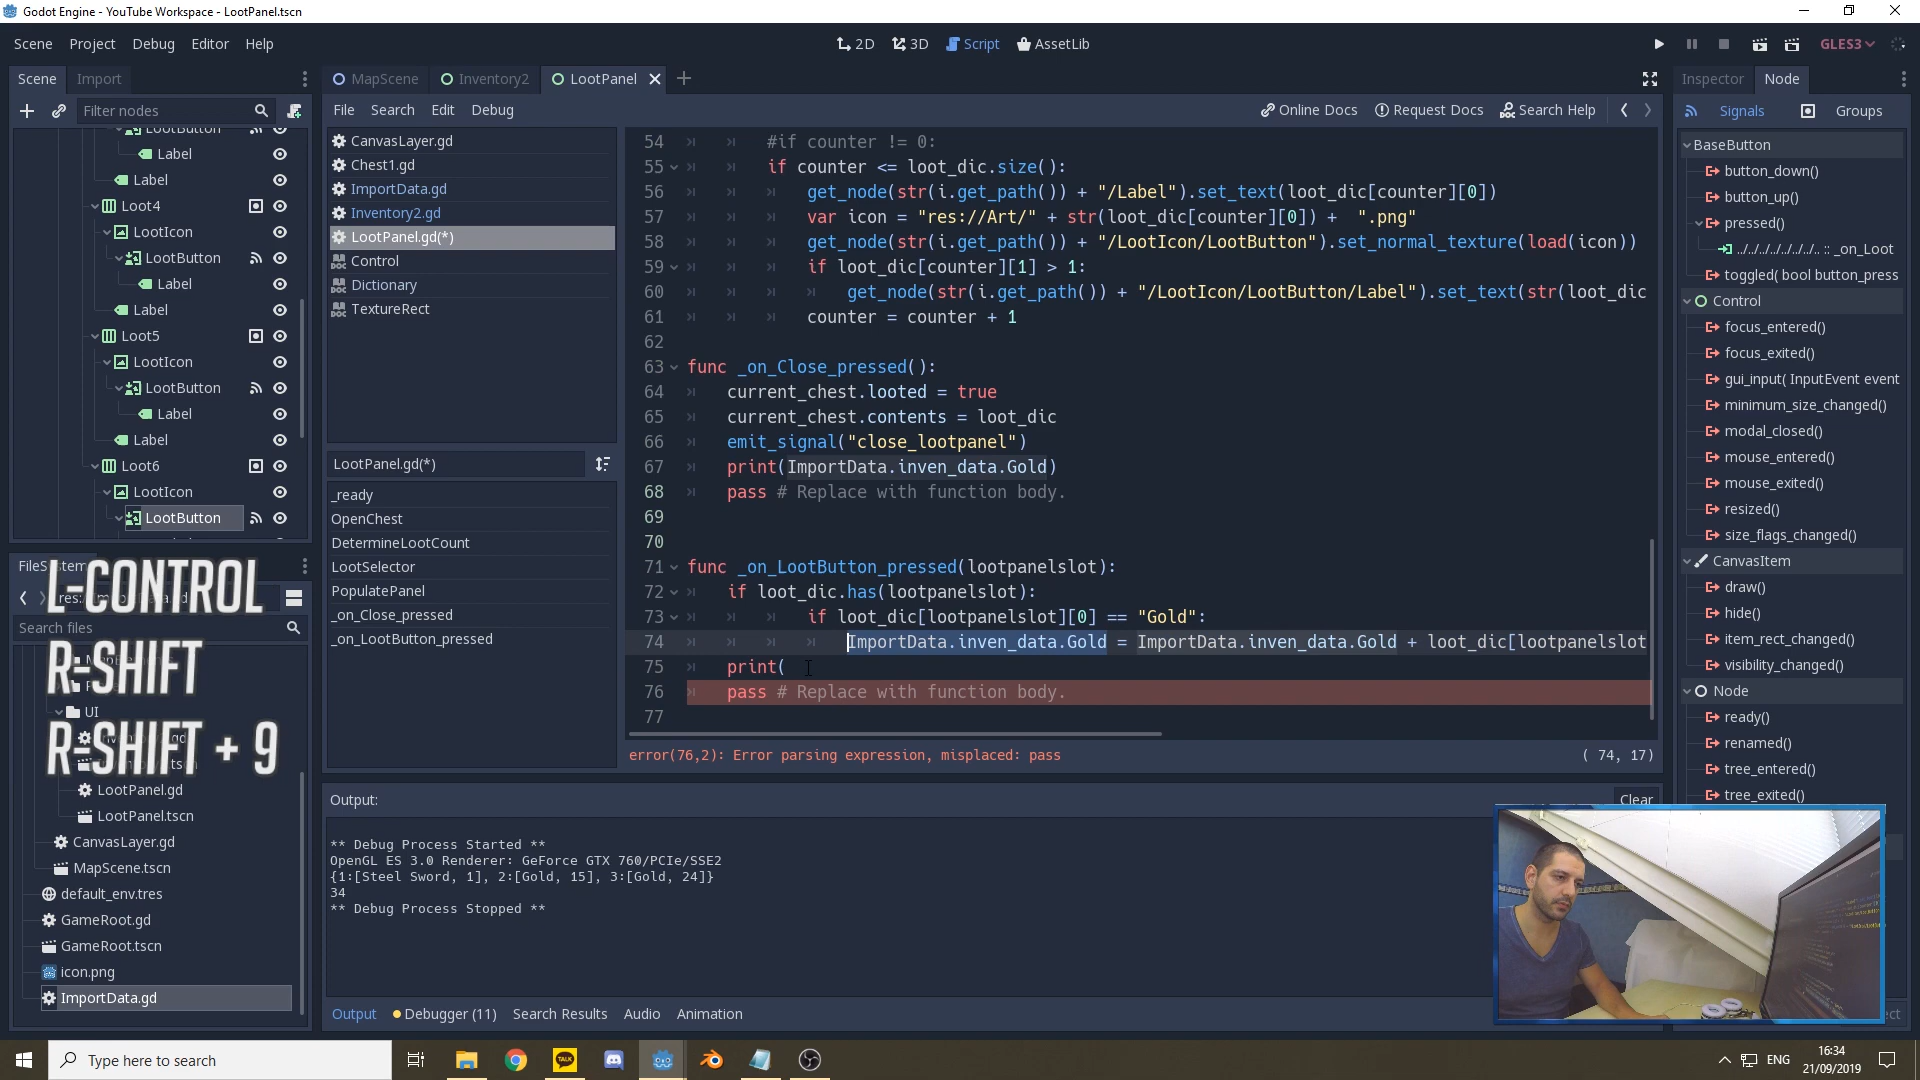 Godot Engine - YouTube Workspace - LootPanel.tscn
Scene Project Debug Editor Help
2D 3D Script AssetLib
GLES3
Scene Import
MapScene Inventory2 LootPanel
Inspector Node
Filter nodes
File Search Edit Debug
Online Docs Request Docs Search Help
Signals Groups
LootButton
Label
Label
Loot4
LootIcon
LootButton
Label
Label
Loot5
LootIcon
LootButton
Label
Label
Loot6
LootIcon
LootButton
CanvasLayer.gd
Chest1.gd
ImportData.gd
Inventory2.gd
LootPanel.gd(*)
Control
Dictionary
TextureRect
LootPanel.gd(*)
_ready
OpenChest
DetermineLootCount
LootSelector
PopulatePanel
_on_Close_pressed
_on_LootButton_pressed
54 #if counter != 0:
55 if counter <= loot_dic.size():
56 get_node(str(i.get_path()) + "/Label").set_text(loot_dic[counter][0])
57 var icon = "res://Art/" + str(loot_dic[counter][0]) + ".png"
58 get_node(str(i.get_path()) + "/LootIcon/LootButton").set_normal_texture(load(icon))
59 if loot_dic[counter][1] > 1:
60 get_node(str(i.get_path()) + "/LootIcon/LootButton/Label").set_text(str(loot_dic
61 counter = counter + 1
62
63 func _on_Close_pressed():
64 current_chest.looted = true
65 current_chest.contents = loot_dic
66 emit_signal("close_lootpanel")
67 print(ImportData.inven_data.Gold)
68 pass # Replace with function body.
69
70
71 func _on_LootButton_pressed(lootpanelslot):
72 if loot_dic.has(lootpanelslot):
73 if loot_dic[lootpanelslot][0] == "Gold":
74 ImportData.inven_data.Gold = ImportData.inven_data.Gold + loot_dic[lootpanelslot
75 print(
76 pass # Replace with function body.
77
error(76,2): Error parsing expression, misplaced: pass
( 74, 17)
BaseButton
button_down()
button_up()
pressed()
../../../../../../.. :: _on_Loot
toggled( bool button_press
Control
focus_entered()
focus_exited()
gui_input( InputEvent event
minimum_size_changed()
modal_closed()
mouse_entered()
mouse_exited()
resized()
size_flags_changed()
CanvasItem
draw()
hide()
item_rect_changed()
visibility_changed()
Node
ready()
renamed()
tree_entered()
tree_exited()
L-CONTROL
R-SHIFT
R-SHIFT + 9
Search files
UI
LootPanel.gd
LootPanel.tscn
CanvasLayer.gd
MapScene.tscn
default_env.tres
GameRoot.gd
GameRoot.tscn
icon.png
ImportData.gd
Output:
Clear
** Debug Process Started **
OpenGL ES 3.0 Renderer: GeForce GTX 760/PCIe/SSE2
{1:[Steel Sword, 1], 2:[Gold, 15], 3:[Gold, 24]}
34
** Debug Process Stopped **
Output Debugger (11) Search Results Audio Animation
Type here to search
TALK
ENG
16:34
21/09/2019